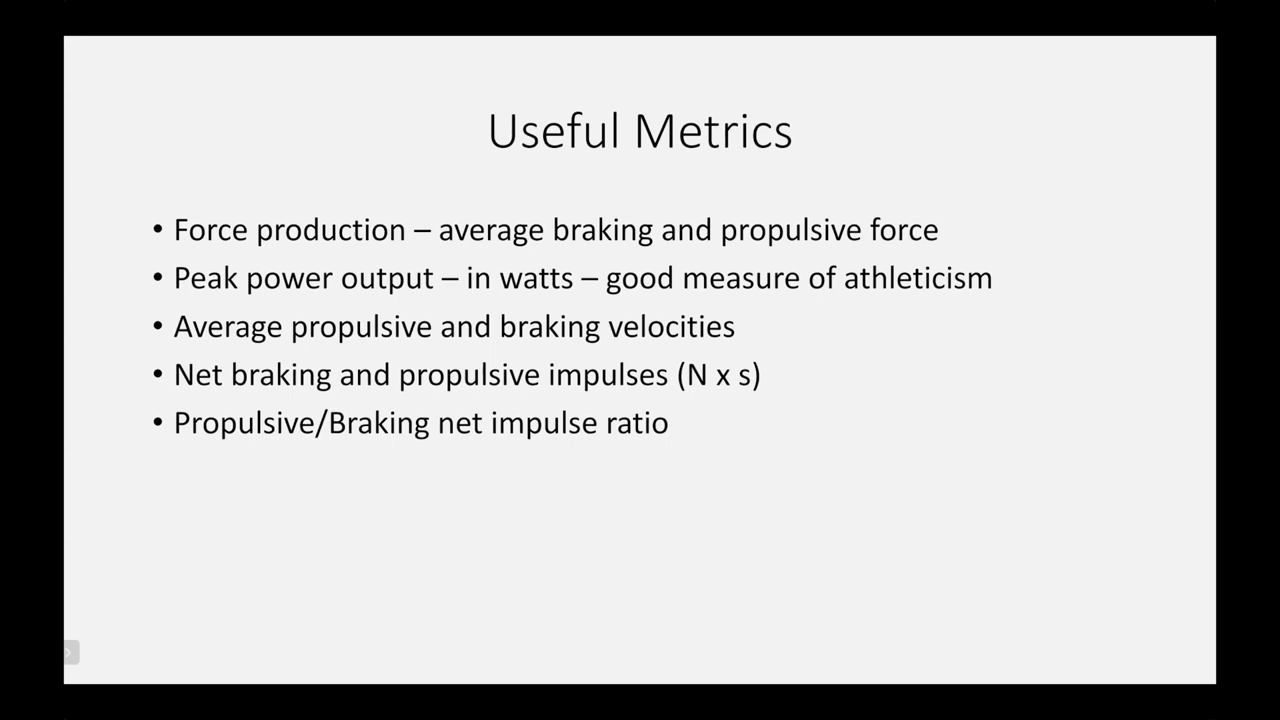 Useful Metrics
• Force production – average braking and propulsive force
• Peak power output – in watts – good measure of athleticism
• Average propulsive and braking velocities
• Net braking and propulsive impulses (N x s)
• Propulsive/Braking net impulse ratio